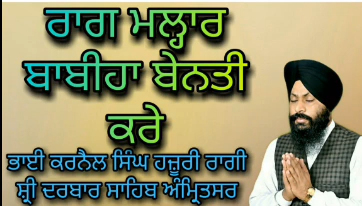 ਰਾਗ ਮਲ੍ਹਾਰ
ਬਾਬੀਹਾ ਬੇਨਤੀ
ਕਰੇ
ਭਾਈ ਕਰਨੈਲ ਸਿੰਘ ਹਜ਼ੂਰੀ ਰਾਗੀ
ਸ਼੍ਰੀ ਦਰਬਾਰ ਸਾਹਿਬ ਅੰਮ੍ਰਿਤਸਰ